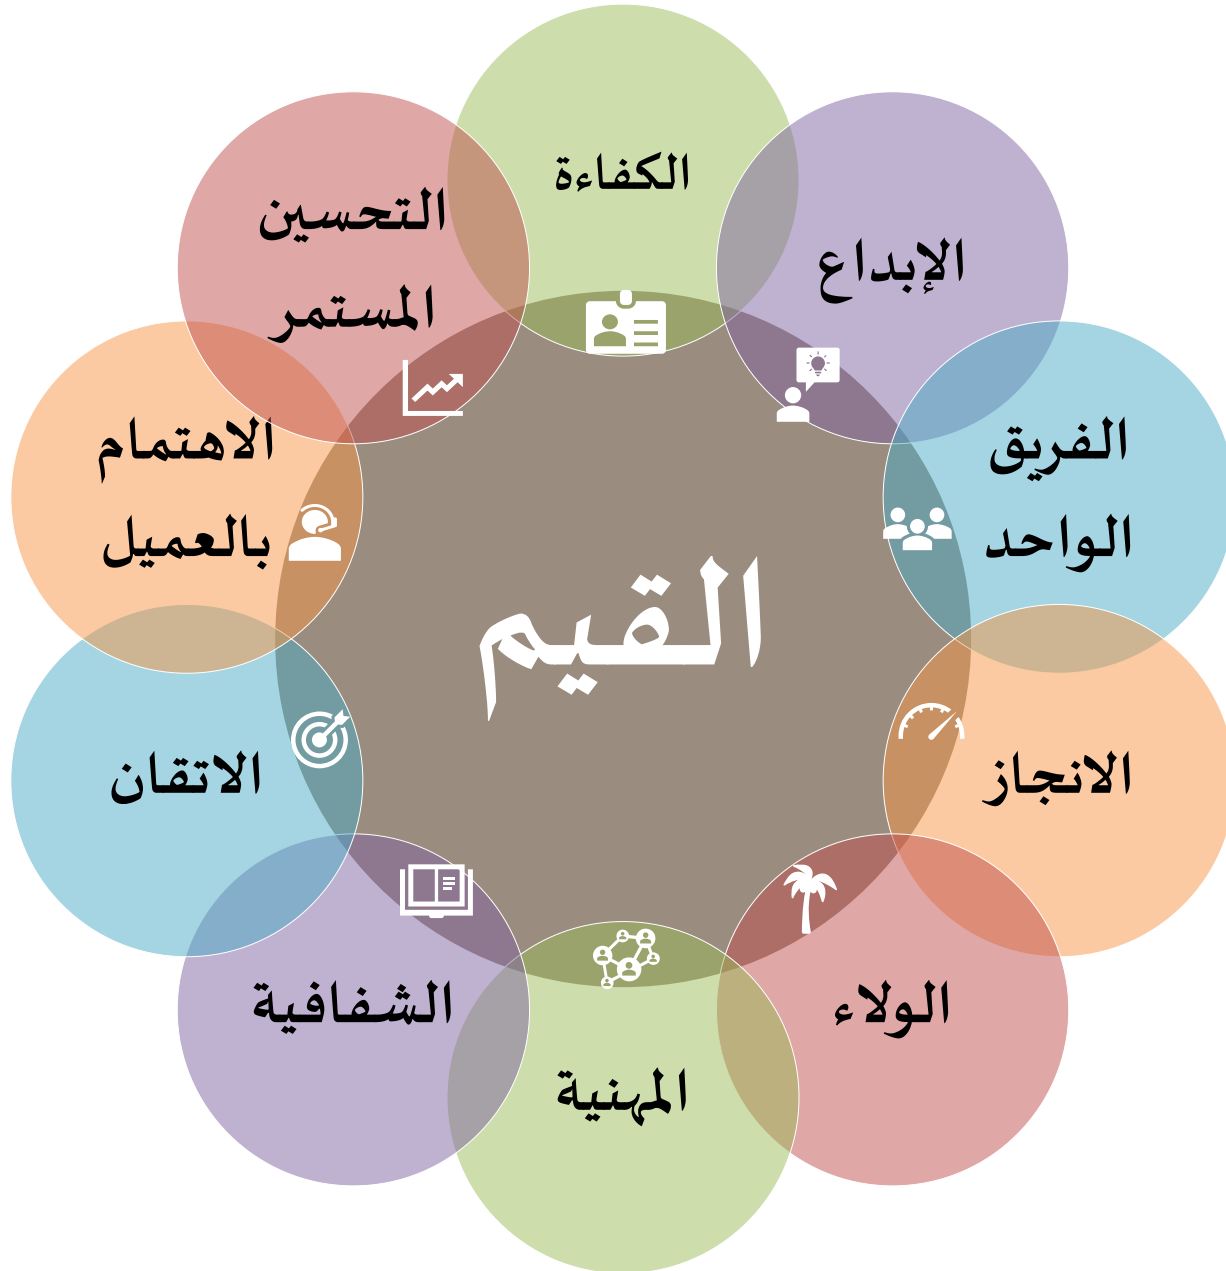 الكفاءة
الإبداع
الفريق
الواحد
الانجاز
الولاء
المهنية
الشفافية
الاتقان
الاهتمام
بالعميل
التحسين
المستمر
القيم